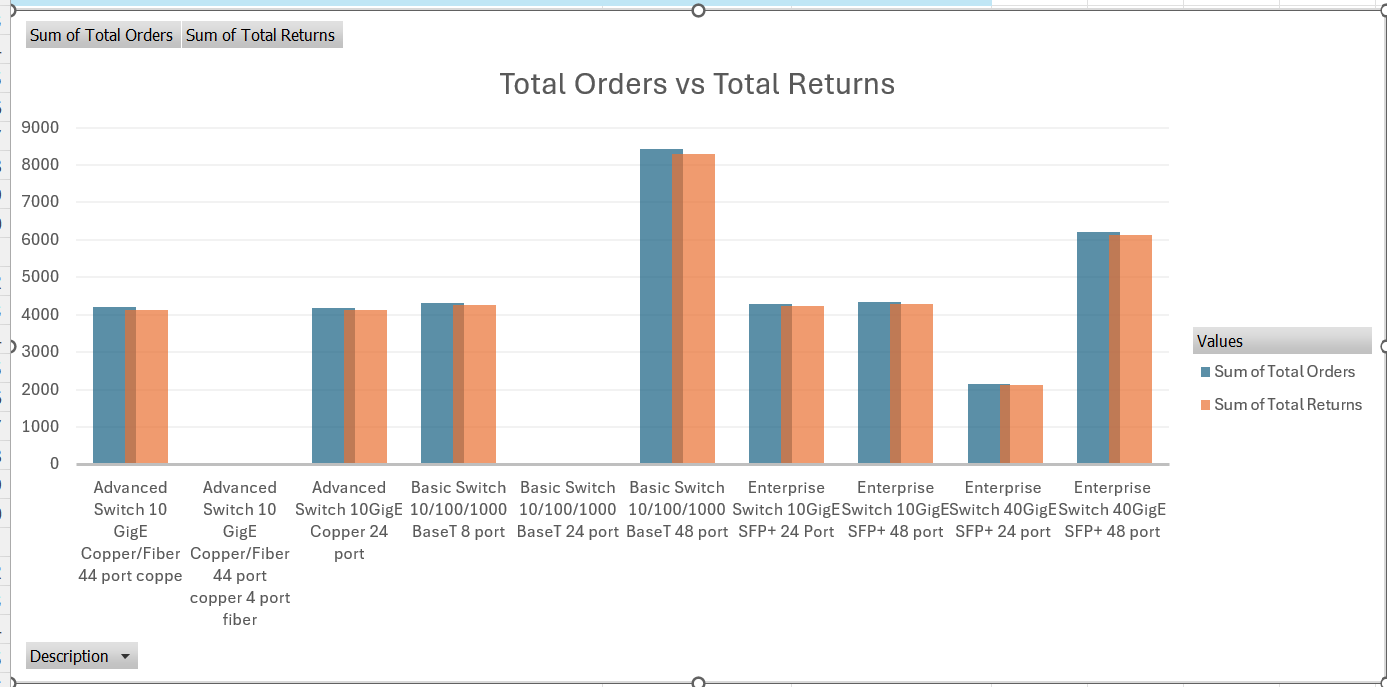 Sum of Total Orders Sum of Total Returns
Total Orders vs Total Returns
9000
8000
7000
6000
5000
4000
3000
2000
1000
0
Advanced
Switch 10
GigE
Copper/Fiber
44 port coppe
Advanced
Switch 10
GigE
Copper/Fiber
44 port
copper 4 port
fiber
Advanced
Switch 10GigE
Copper 24
port
Basic Switch
10/100/1000
BaseT 8 port
Basic Switch
10/100/1000
BaseT 24 port
Basic Switch
10/100/1000
BaseT 48 port
Enterprise
Switch 10GigE
SFP+ 24 Port
Enterprise
Switch 10GigE
SFP+ 48 port
Enterprise
Switch 40GigE
SFP+ 24 port
Enterprise
Switch 40GigE
SFP+ 48 port
Values
Sum of Total Orders
Sum of Total Returns
Description